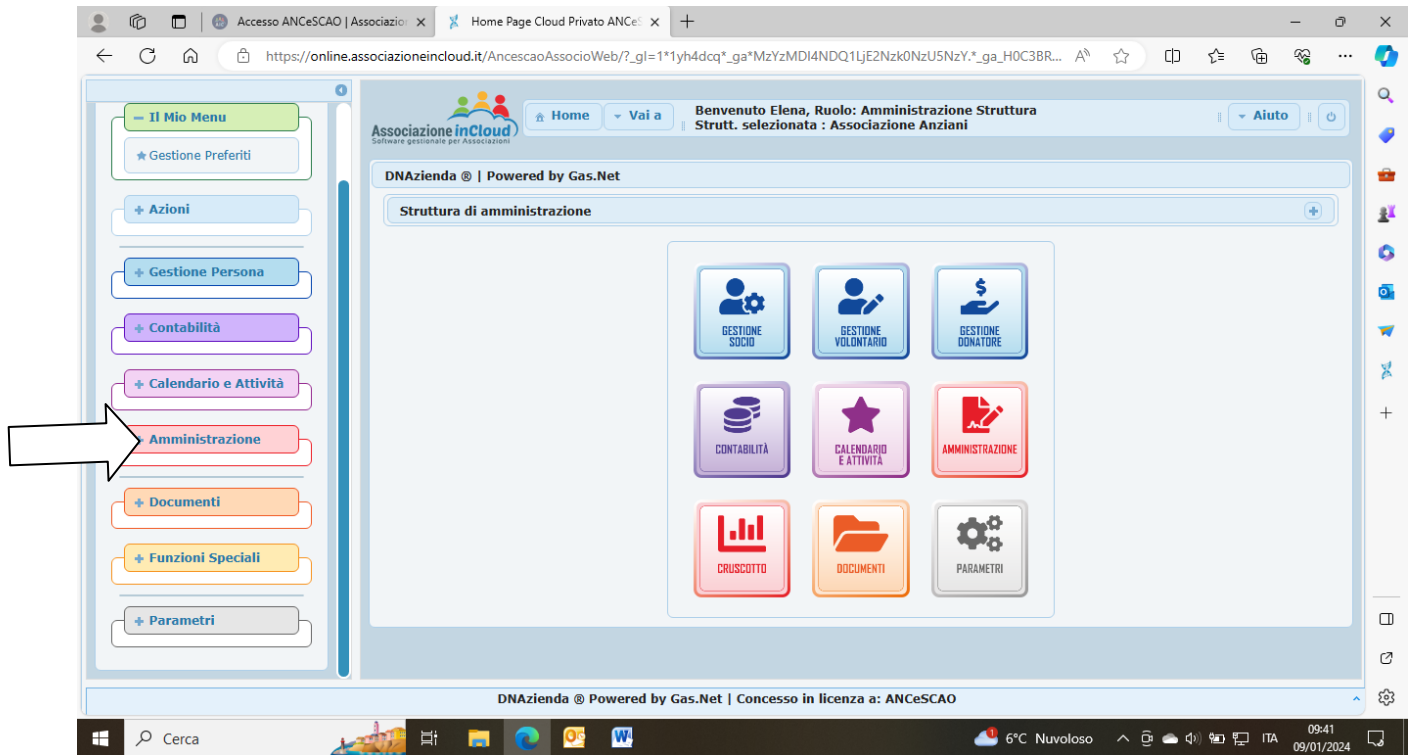 Accesso ANCeSCAO | Associazion
Home Page Cloud Privato ANCeS
https://online.associazioneincloud.it/AncescaoAssocioWeb/?_gl=1*1yh4dcq*_ga*MzYzMDI4NDQ1LjE2Nzk0NzU5NzY.*_ga_H0C3BR...
Il Mio Menu
Gestione Preferiti
Azioni
Gestione Persona
Contabilità
Calendario e Attività
Amministrazione
Documenti
Funzioni Speciali
Parametri
Associazione inCloud
Software gestionale per Associazioni
Home
Vai a
Benvenuto Elena, Ruolo: Amministrazione Struttura
Strutt. selezionata : Associazione Anziani
Aiuto
DNAzienda ® | Powered by Gas.Net
Struttura di amministrazione
GESTIONE
SOCIO
GESTIONE
VOLONTARIO
GESTIONE
DONATORE
CONTABILITÀ
CALENDARIO
E ATTIVITÀ
AMMINISTRAZIONE
CRUSCOTTO
DOCUMENTI
PARAMETRI
DNAzienda ® Powered by Gas.Net | Concesso in licenza a: ANCeSCAO
Cerca
6°C Nuvoloso
ITA
09:41
09/01/2024